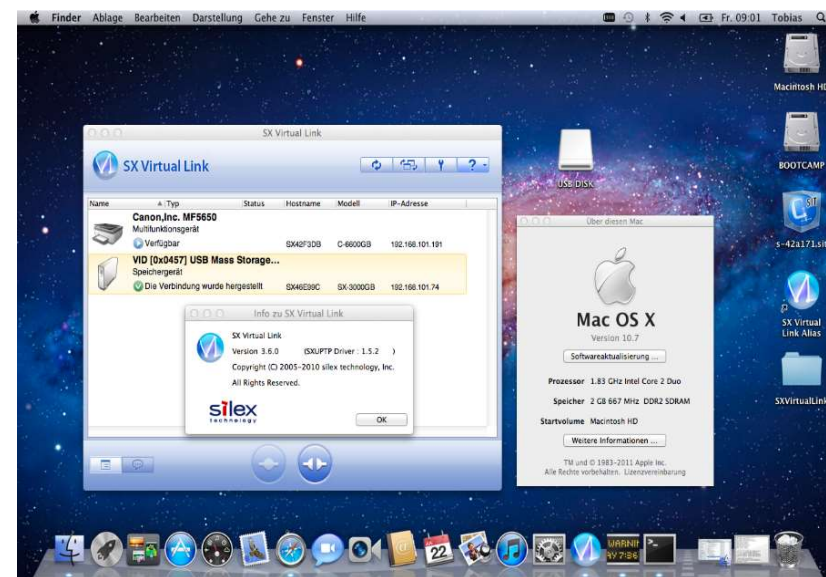 Finder Ablage Bearbeiten Darstellung Gehe zu Fenster Hilfe
Fr. 09:01 Tobias
Macintosh HD
BOOTCAMP
s-42a171.sit
SX Virtual
Link Alias
SXVirtualLink
USB DISK
SX Virtual Link
SX Virtual Link
Name Typ Status Hostname Modell IP-Adresse
Canon,Inc. MF5650
Multifunktionsgerät
Verfügbar SX42F3DB C-6600GB 192.168.101.191
VID [0x0457] USB Mass Storage...
Speichergerät
Die Verbindung wurde hergestellt SX46E99C SX-3000GB 192.168.101.74
Info zu SX Virtual Link
SX Virtual Link
Version 3.6.0 (SXUPTP Driver : 1.5.2 )
Copyright (C) 2005-2010 silex technology, Inc.
All Rights Reserved.
silex
technology
OK
Über diesen Mac
Mac OS X
Version 10.7
Softwareaktualisierung ...
Prozessor 1.83 GHz Intel Core 2 Duo
Speicher 2 GB 667 MHz DDR2 SDRAM
Startvolume Macintosh HD
Weitere Informationen ...
TM und © 1983-2011 Apple Inc.
Alle Rechte vorbehalten. Lizenzvereinbarung
22
WARNIN
AY 7:36